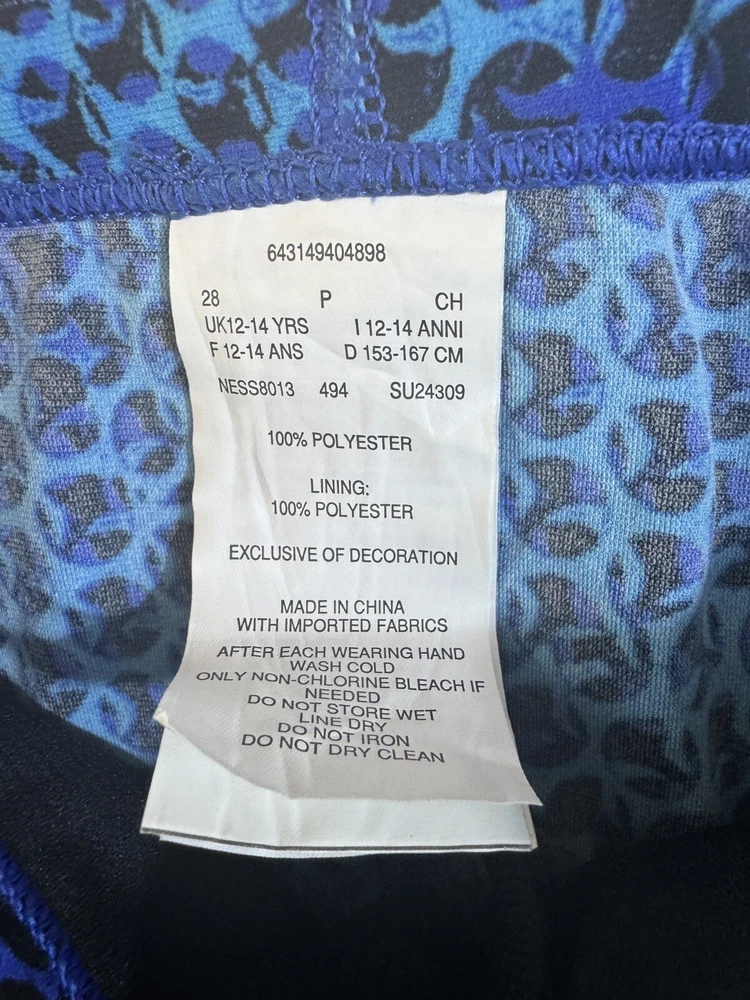 643149404898
28 P CH
UK12-14 YRS I 12-14 ANNI
F 12-14 ANS D 153-167 CM
NESS8013 494 SU24309
100% POLYESTER
LINING:
100% POLYESTER
EXCLUSIVE OF DECORATION
MADE IN CHINA
WITH IMPORTED FABRICS
AFTER EACH WEARING HAND
WASH COLD
ONLY NON-CHLORINE BLEACH IF
NEEDED
DO NOT STORE WET
LINE DRY
DO NOT IRON
DO NOT DRY CLEAN